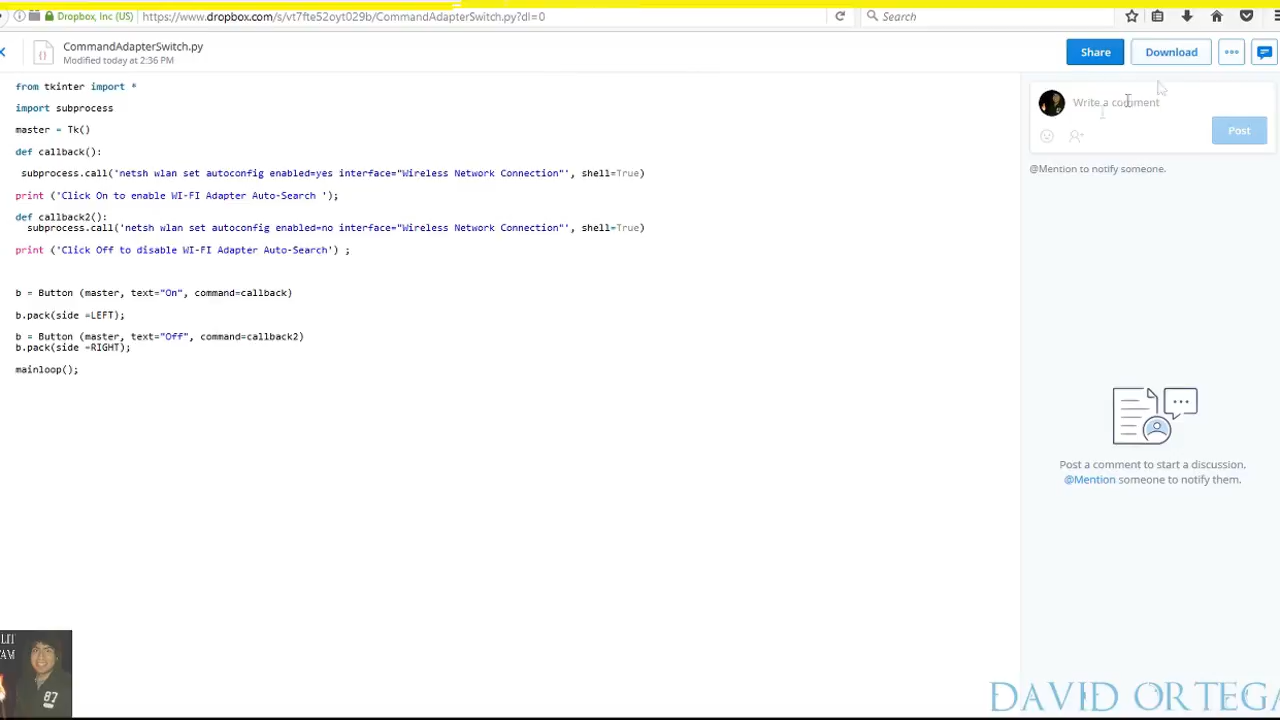 Dropbox, Inc (US) https://www.dropbox.com/s/vt7fte52oyt029b/CommandAdapterSwitch.py?dl=0 Search
CommandAdapterSwitch.py
Modified today at 2:36 PM
Share Download
from tkinter import *
import subprocess
master = Tk()
def callback():
subprocess.call('netsh wlan set autoconfig enabled=yes interface="Wireless Network Connection"', shell=True)
print ('Click On to enable WI-FI Adapter Auto-Search ');
def callback2():
subprocess.call('netsh wlan set autoconfig enabled=no interface="Wireless Network Connection"', shell=True)
print ('Click Off to disable WI-FI Adapter Auto-Search') ;
b = Button (master, text="On", command=callback)
b.pack(side =LEFT);
b = Button (master, text="Off", command=callback2)
b.pack(side =RIGHT);
mainloop();
Write a comment
Post
@Mention to notify someone.
Post a comment to start a discussion.
@Mention someone to notify them.
87
DAVID ORTEGA